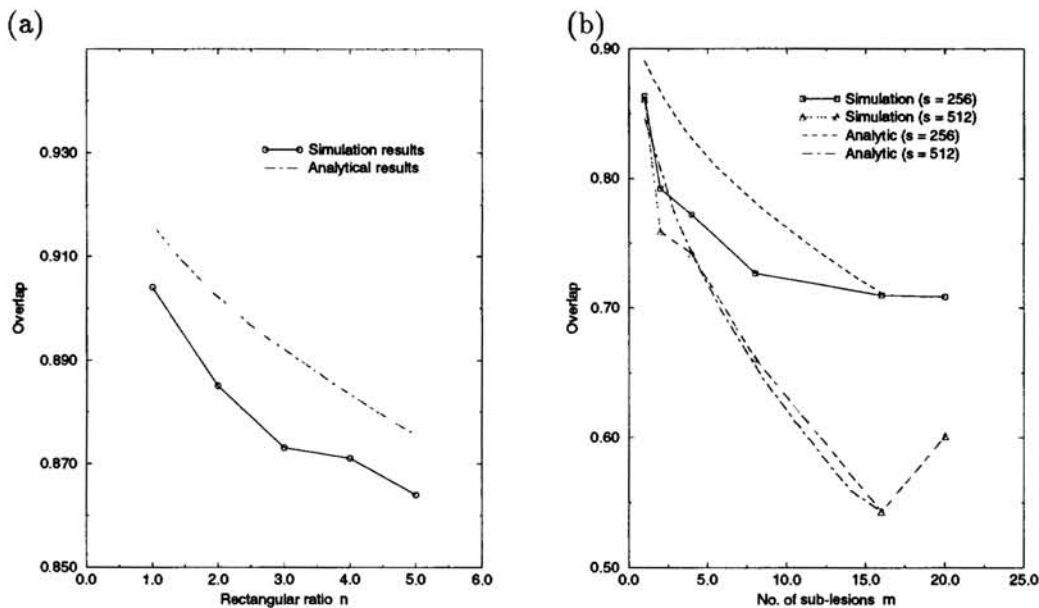 (a)
0.930
0.910
0.890
0.870
0.850
Overlap
0.0 1.0 2.0 3.0 4.0 5.0 6.0
Rectangular ratio n
Simulation results
Analytical results
(b)
0.90
0.80
0.70
0.60
0.50
Overlap
0.0 5.0 10.0 15.0 20.0 25.0
No. of sub-lesions m
Simulation (s = 256)
Simulation (s = 512)
Analytic (s = 256)
Analytic (s = 512)